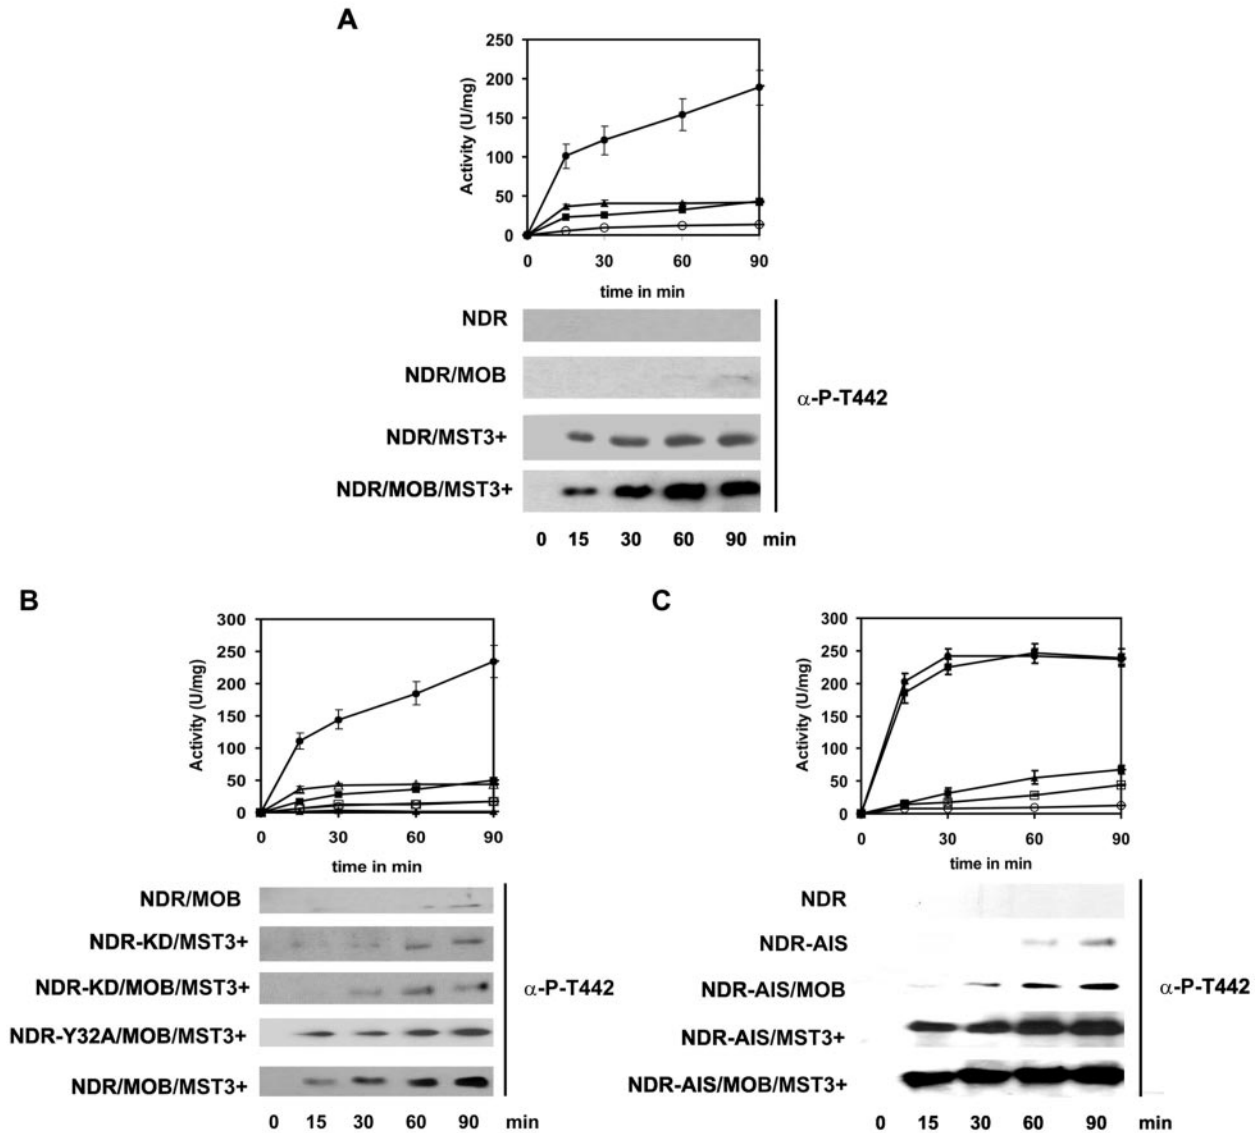 A
250
200
150
100
50
0
Activity (U/mg)
0 30 60 90
time in min
NDR
NDR/MOB
NDR/MST3+
NDR/MOB/MST3+
α-P-T442
0 15 30 60 90 min
B
300
250
200
150
100
50
0
Activity (U/mg)
0 30 60 90
time in min
NDR/MOB
NDR-KD/MST3+
NDR-KD/MOB/MST3+
NDR-Y32A/MOB/MST3+
NDR/MOB/MST3+
α-P-T442
0 15 30 60 90 min
C
300
250
200
150
100
50
0
Activity (U/mg)
0 30 60 90
time in min
NDR
NDR-AIS
NDR-AIS/MOB
NDR-AIS/MST3+
NDR-AIS/MOB/MST3+
α-P-T442
0 15 30 60 90 min